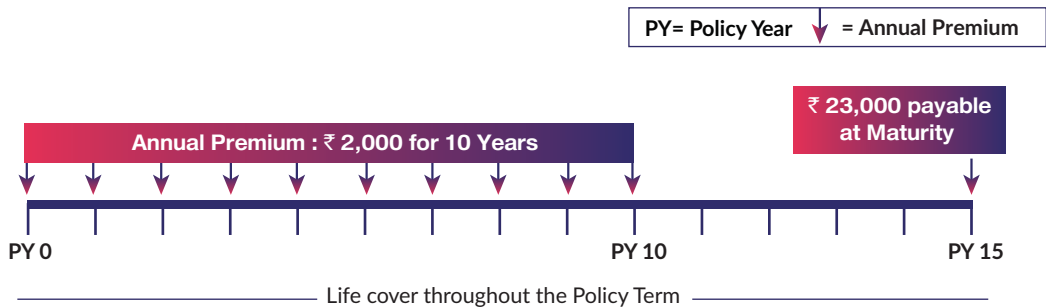 PY= Policy Year = Annual Premium
₹ 23,000 payable
at Maturity
Annual Premium : ₹ 2,000 for 10 Years
PY 0
PY 10
PY 15
Life cover throughout the Policy Term